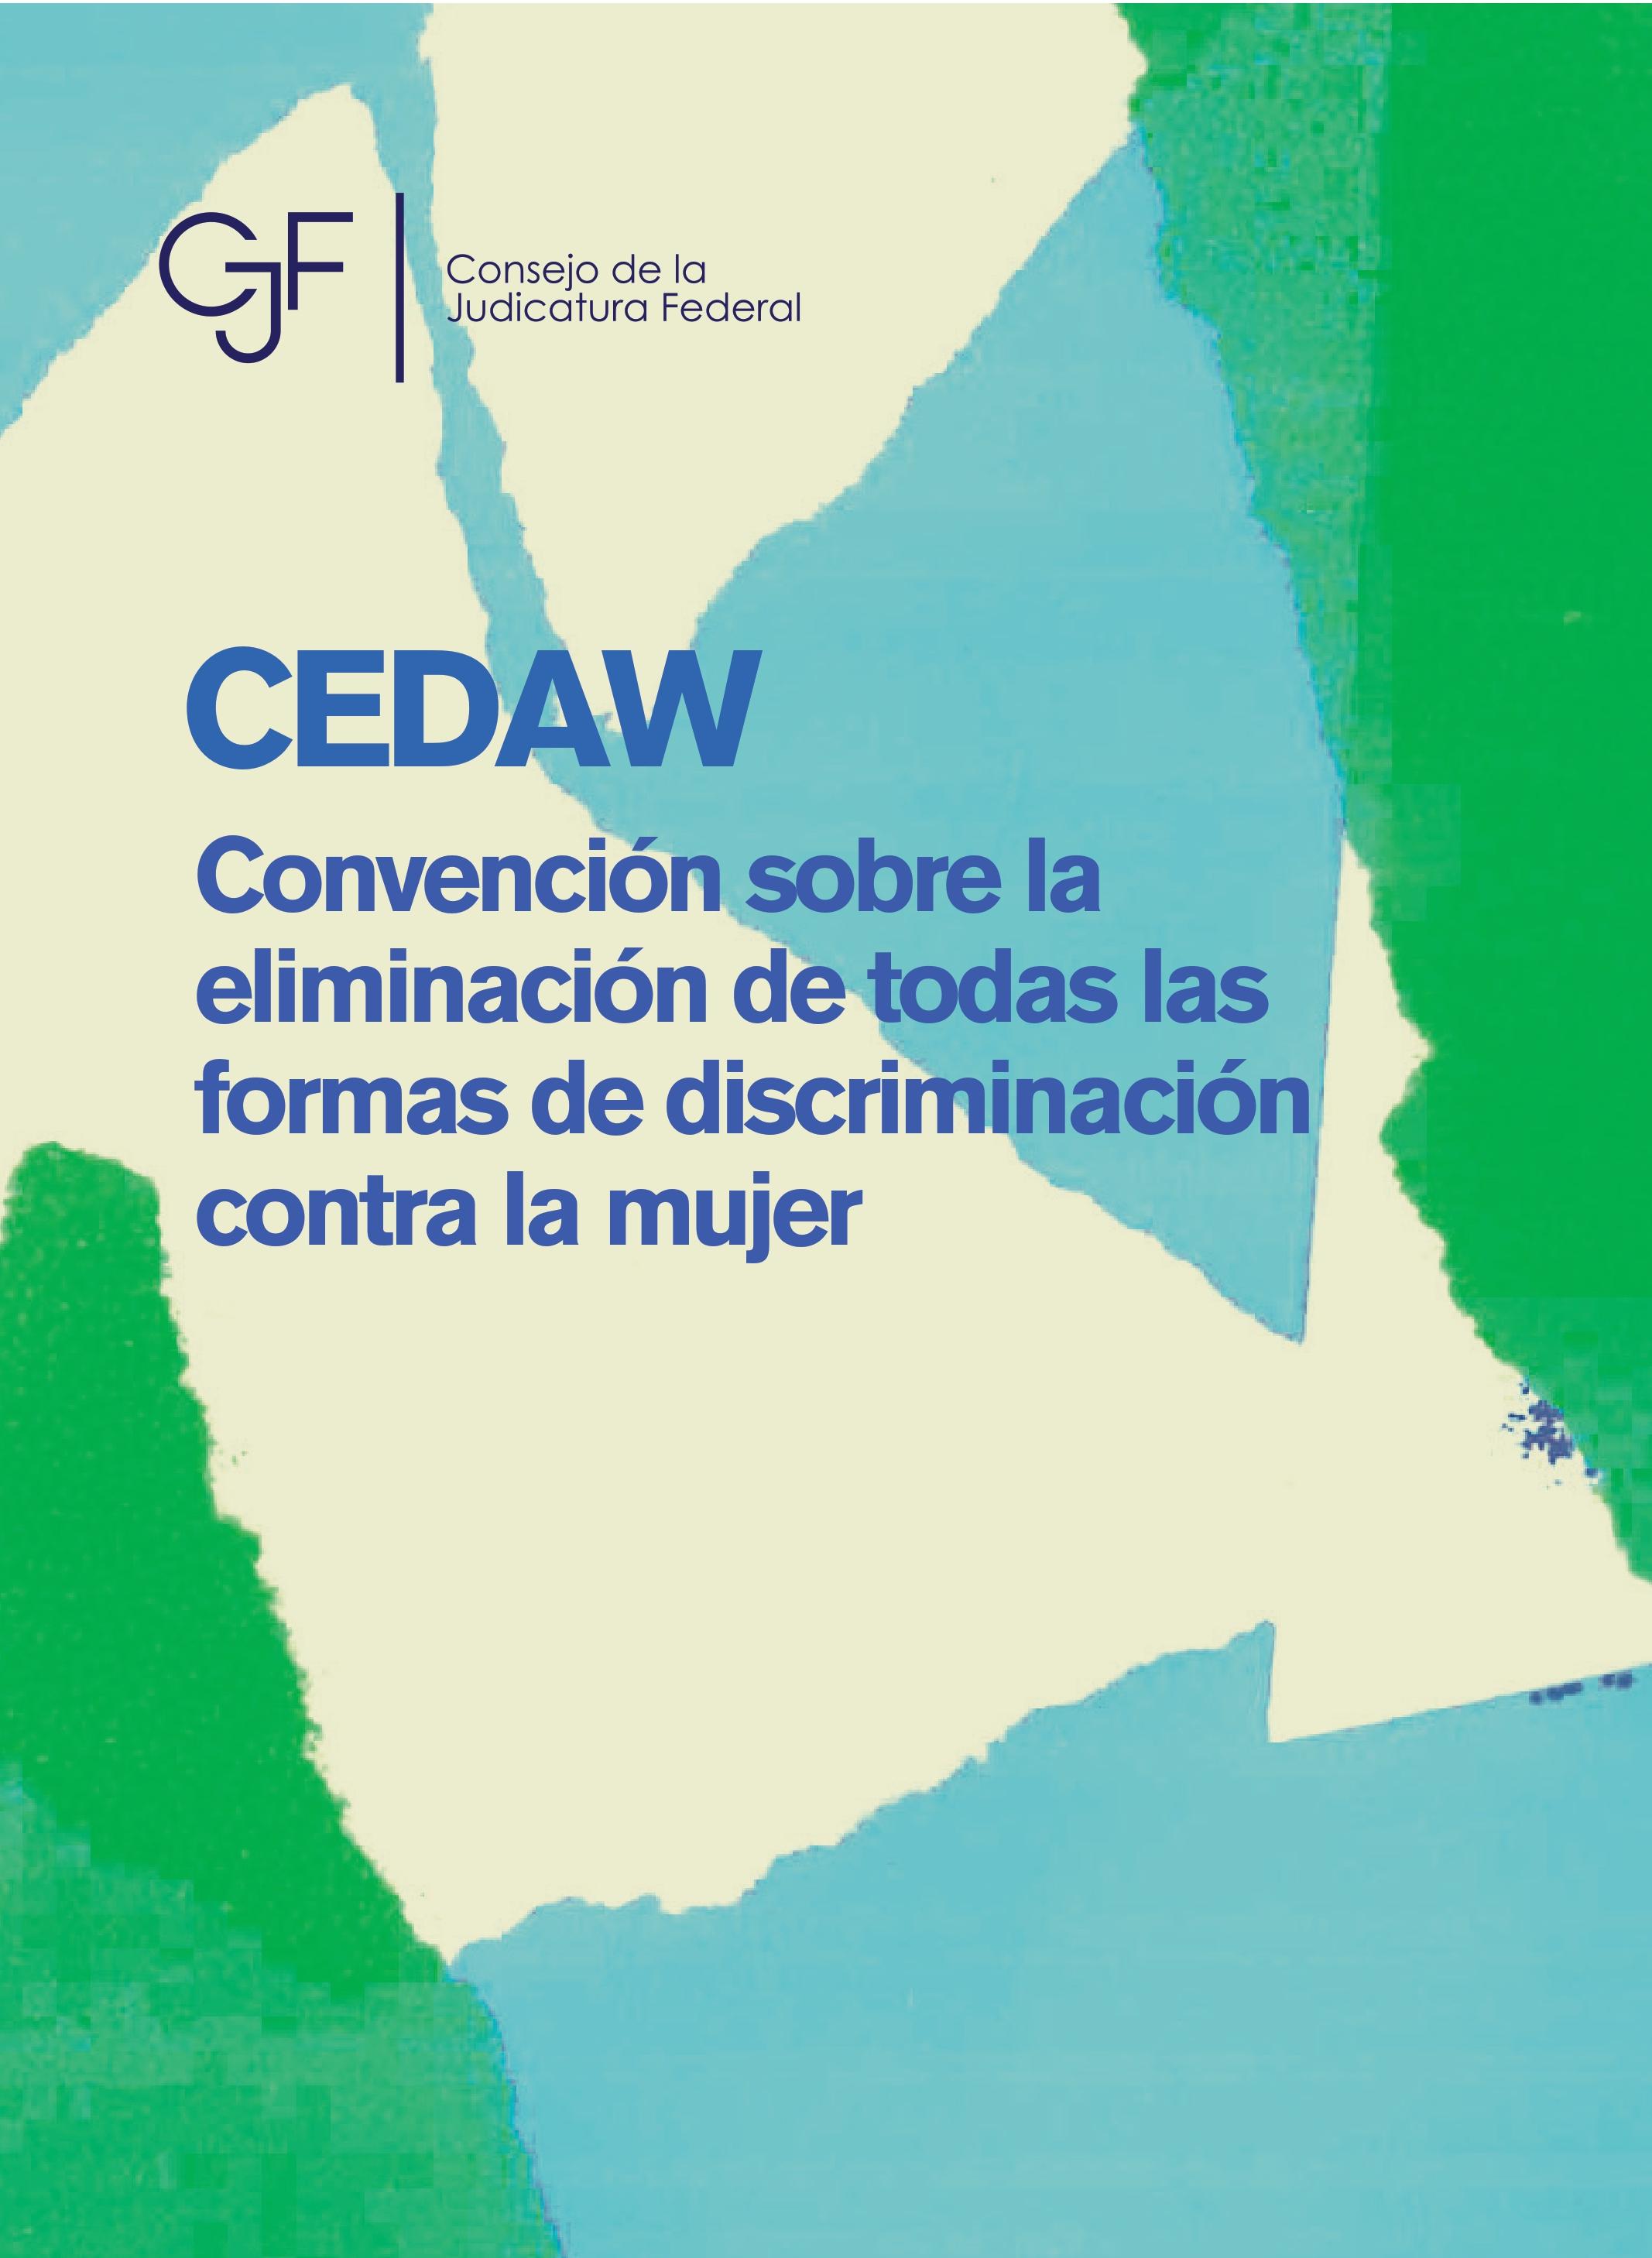 CJF
Consejo de la
Judicatura Federal
CEDAW
Convención sobre la
eliminación de todas las
formas de discriminación
contra la mujer